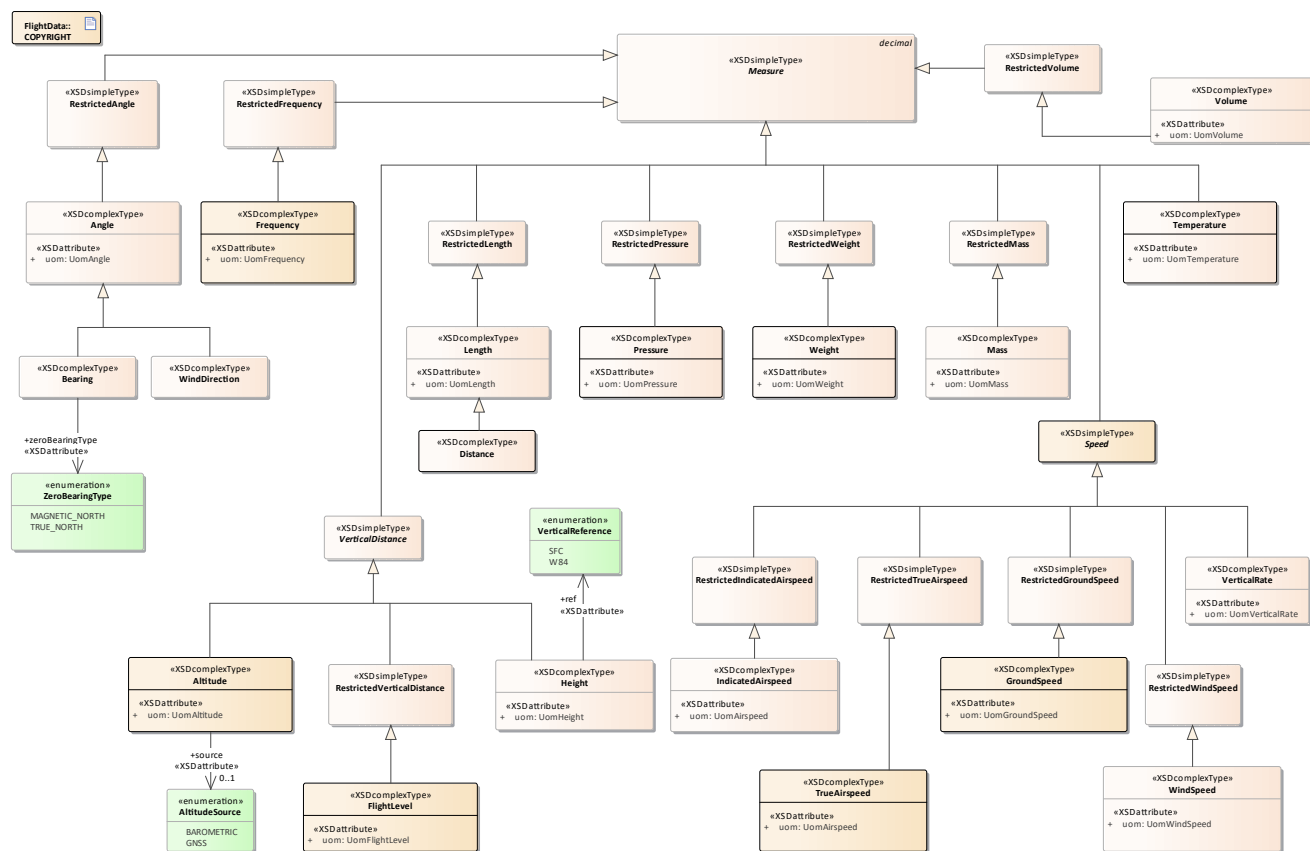 FlightData::
COPYRIGHT
decimal
«XSDsimpleType»
Measure
«XSDsimpleType»
RestrictedVolume
«XSDcomplexType»
Volume
«XSDattribute»
+ uom: UomVolume
«XSDsimpleType»
RestrictedAngle
«XSDsimpleType»
RestrictedFrequency
«XSDcomplexType»
Angle
«XSDattribute»
+ uom: UomAngle
«XSDcomplexType»
Frequency
«XSDattribute»
+ uom: UomFrequency
«XSDsimpleType»
RestrictedLength
«XSDsimpleType»
RestrictedPressure
«XSDsimpleType»
RestrictedWeight
«XSDsimpleType»
RestrictedMass
«XSDcomplexType»
Temperature
«XSDattribute»
+ uom: UomTemperature
«XSDcomplexType»
Length
«XSDattribute»
+ uom: UomLength
«XSDcomplexType»
Pressure
«XSDattribute»
+ uom: UomPressure
«XSDcomplexType»
Weight
«XSDattribute»
+ uom: UomWeight
«XSDcomplexType»
Mass
«XSDattribute»
+ uom: UomMass
«XSDcomplexType»
Bearing
«XSDcomplexType»
WindDirection
+zeroBearingType
«XSDattribute»
«XSDcomplexType»
Distance
«XSDsimpleType»
Speed
«enumeration»
ZeroBearingType
MAGNETIC_NORTH
TRUE_NORTH
«XSDsimpleType»
VerticalDistance
«enumeration»
VerticalReference
SFC
W84
+ref
«XSDattribute»
«XSDsimpleType»
RestrictedIndicatedAirspeed
«XSDsimpleType»
RestrictedTrueAirspeed
«XSDsimpleType»
RestrictedGroundSpeed
«XSDcomplexType»
VerticalRate
«XSDattribute»
+ uom: UomVerticalRate
«XSDcomplexType»
Altitude
«XSDattribute»
+ uom: UomAltitude
«XSDsimpleType»
RestrictedVerticalDistance
«XSDcomplexType»
Height
«XSDattribute»
+ uom: UomHeight
«XSDcomplexType»
IndicatedAirspeed
«XSDattribute»
+ uom: UomAirspeed
«XSDcomplexType»
GroundSpeed
«XSDattribute»
+ uom: UomGroundSpeed
«XSDsimpleType»
RestrictedWindSpeed
+source
«XSDattribute»
0..1
«enumeration»
AltitudeSource
BAROMETRIC
GNSS
«XSDcomplexType»
FlightLevel
«XSDattribute»
+ uom: UomFlightLevel
«XSDcomplexType»
TrueAirspeed
«XSDattribute»
+ uom: UomAirspeed
«XSDcomplexType»
WindSpeed
«XSDattribute»
+ uom: UomWindSpeed